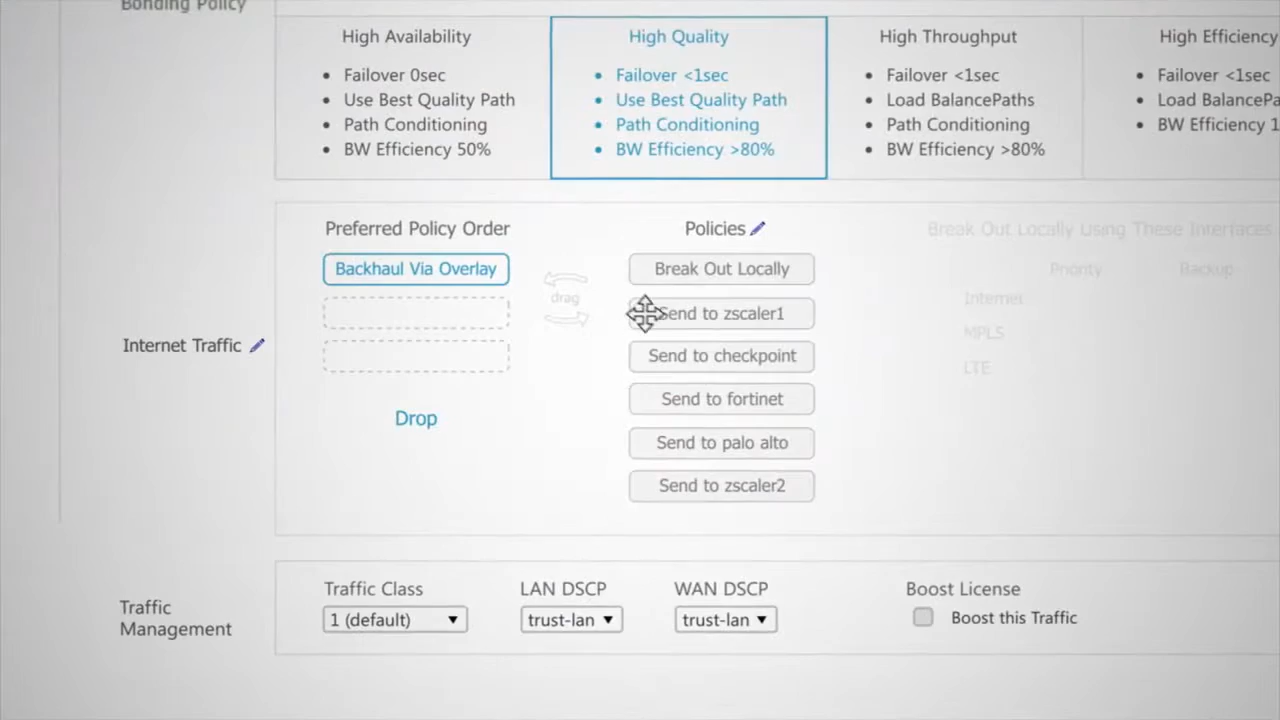 Bonding Policy
High Availability
Failover 0sec
Use Best Quality Path
Path Conditioning
BW Efficiency 50%
High Quality
Failover <1sec
Use Best Quality Path
Path Conditioning
BW Efficiency >80%
High Throughput
Failover <1sec
Load BalancePaths
Path Conditioning
BW Efficiency >80%
High Efficiency
Failover <1sec
Load BalancePa
BW Efficiency 1
Internet Traffic
Preferred Policy Order
Backhaul Via Overlay
Drop
drag
Policies
Break Out Locally
Send to zscaler1
Send to checkpoint
Send to fortinet
Send to palo alto
Send to zscaler2
Break Out Locally Using These Interfaces
Priority Backup
Internet
MPLS
LTE
Traffic
Management
Traffic Class
1 (default)
LAN DSCP
trust-lan
WAN DSCP
trust-lan
Boost License
Boost this Traffic